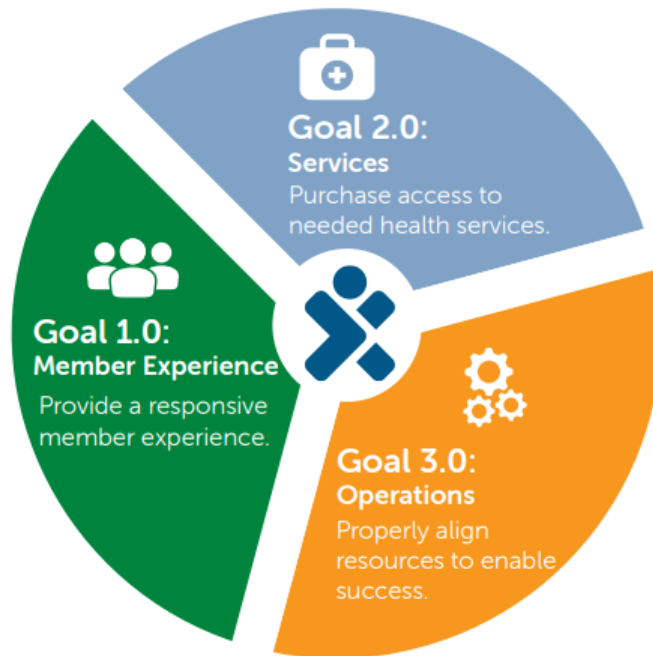 Goal 2.0:
Services
Purchase access to
needed health services.
Goal 1.0:
Member Experience
Provide a responsive
member experience.
Goal 3.0:
Operations
Properly align
resources to enable
success.